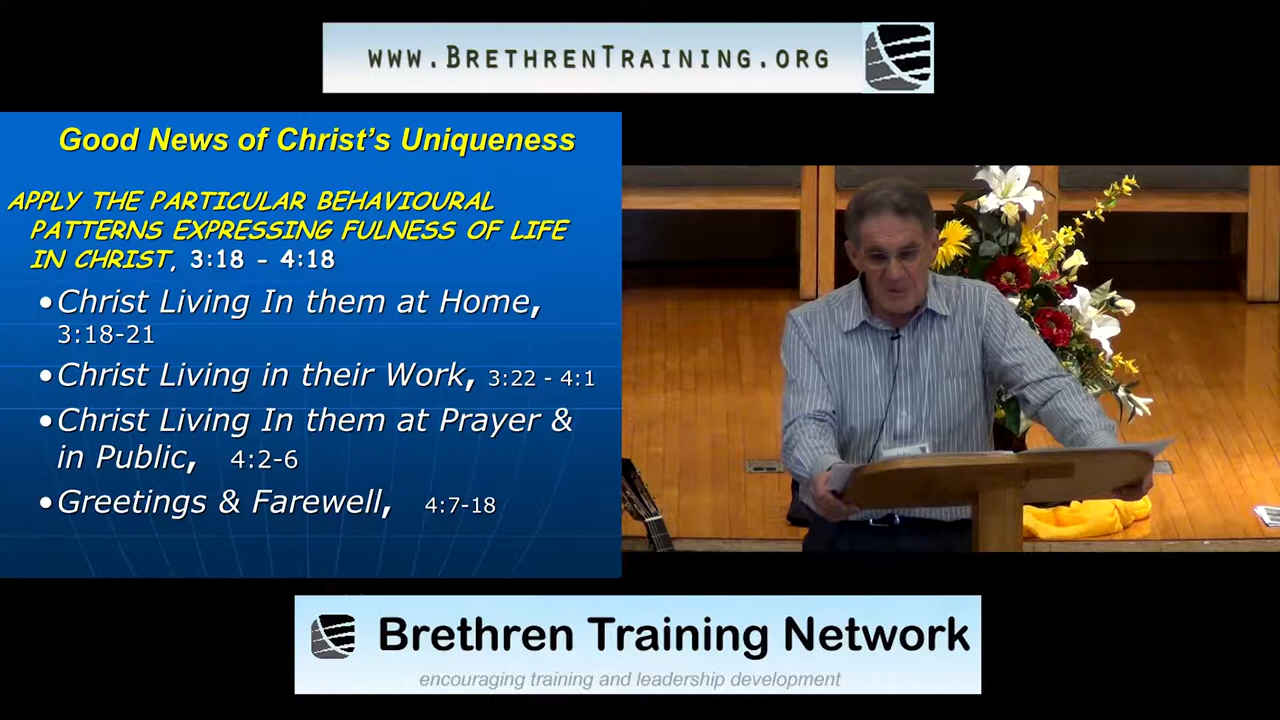 www.BrethrenTraining.org
Good News of Christ's Uniqueness
APPLY THE PARTICULAR BEHAVIOURAL
PATTERNS EXPRESSING FULNESS OF LIFE
IN CHRIST, 3:18 - 4:18
•Christ Living In them at Home,
3:18-21
•Christ Living in their Work, 3:22 - 4:1
•Christ Living In them at Prayer &
in Public, 4:2-6
•Greetings & Farewell, 4:7-18
Brethren Training Network
encouraging training and leadership development